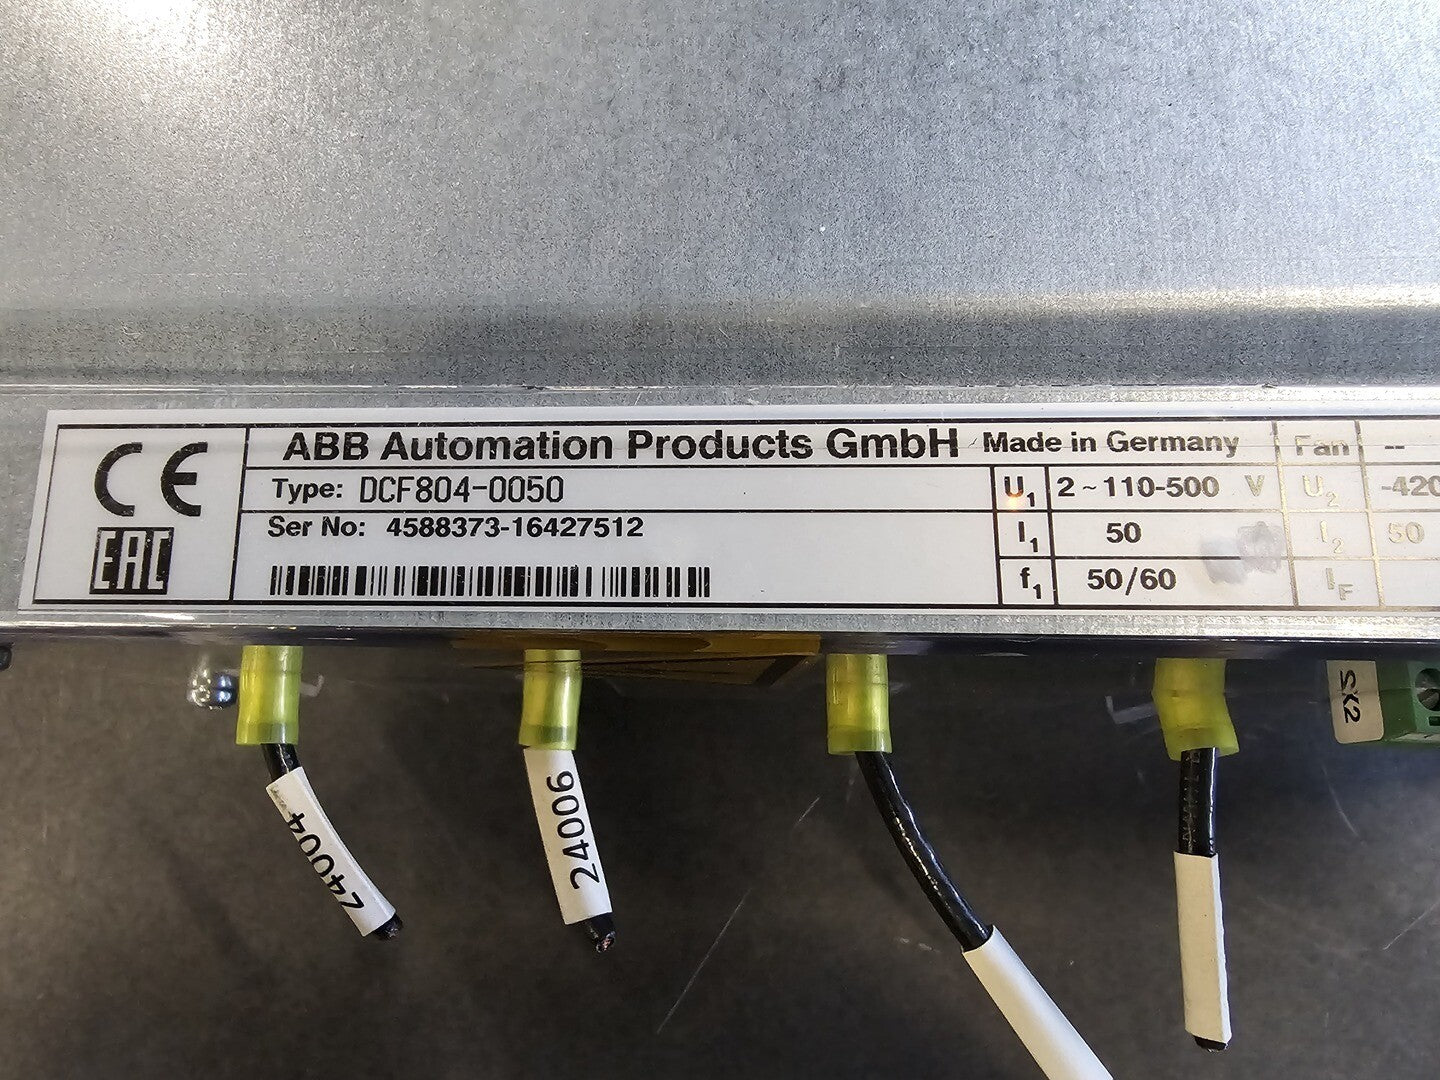 CE
EAC
ABB Automation Products GmbH Made in Germany Fan --
Type: DCF804-0050 U1 2 ~ 110-500 V U2 -420
Ser No: 4588373-16427512 I1 50 I2 50
f1 50/60 IF
24004
24006
SK2